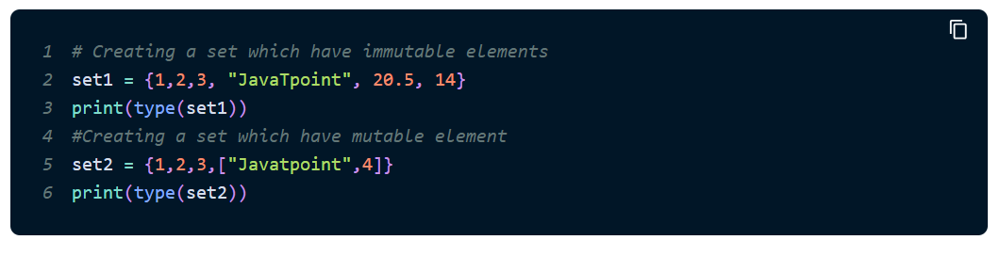 1 # Creating a set which have immutable elements
2 set1 = {1,2,3, "JavaTpoint", 20.5, 14}
3 print(type(set1))
4 #Creating a set which have mutable element
5 set2 = {1,2,3,["Javatpoint",4]}
6 print(type(set2))